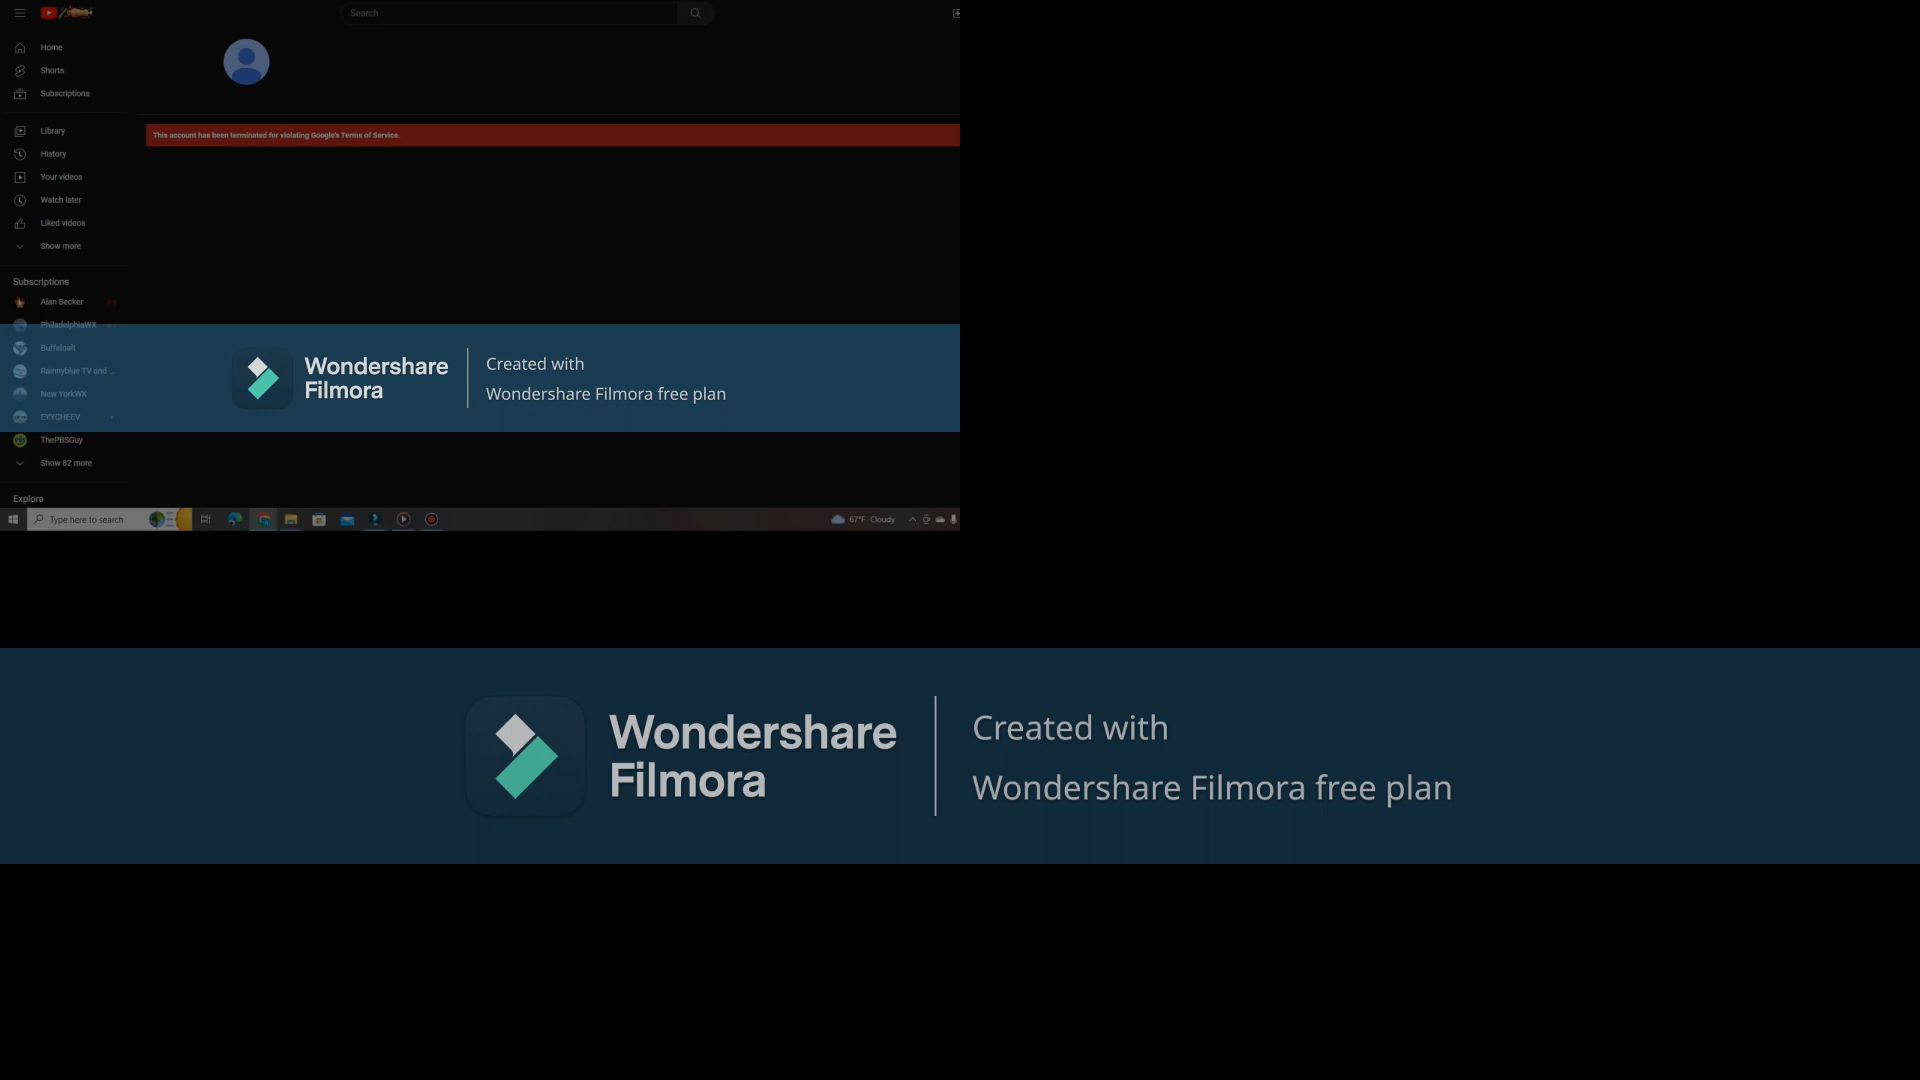 Search
Home
Shorts
Subscriptions
This account has been terminated for violating Google's Terms of Service.
Library
History
Your videos
Watch later
Liked videos
Show more
Subscriptions
Alan Becker
PhiladelphiaWX
Buffaloalt
Rainnyblue TV and ...
New YorkWX
EYYCHEEV
ThePBSGuy
Show 82 more
Explore
Wondershare
Filmora
Created with
Wondershare Filmora free plan
Type here to search
67°F Cloudy
Wondershare
Filmora
Created with
Wondershare Filmora free plan